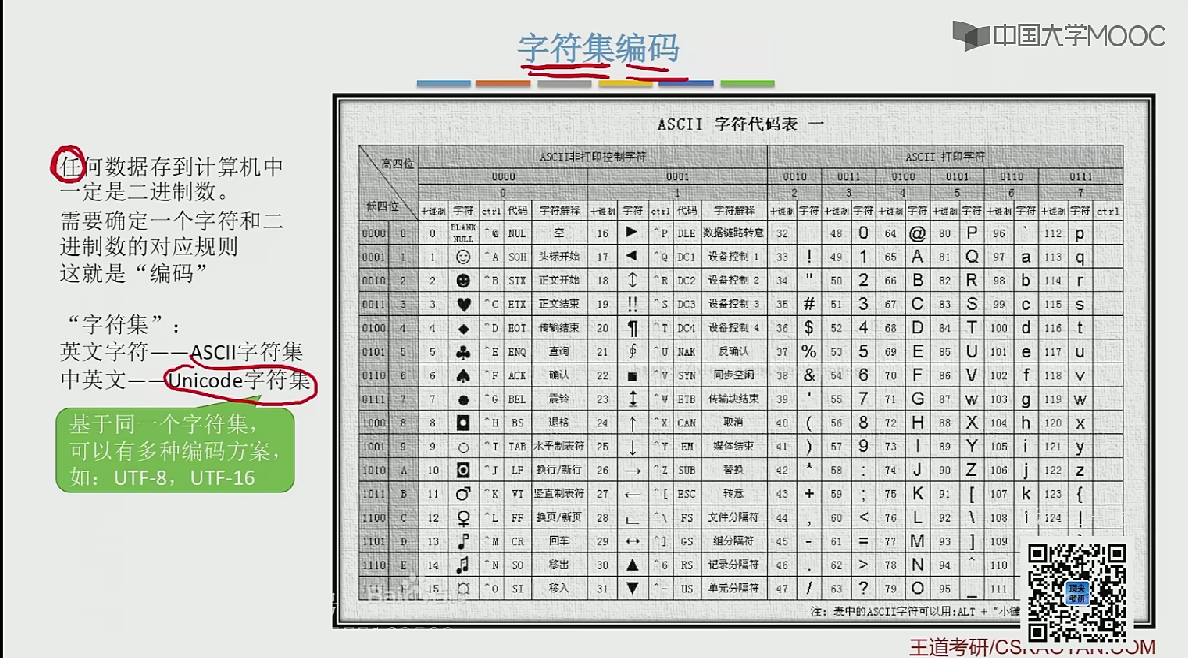 中国大学MOOC
字符集编码
任何数据存到计算机中
一定是二进制数。
需要确定一个字符和二
进制数的对应规则
这就是“编码”
“字符集”：
英文字符——ASCII字符集
中英文——Unicode字符集
基于同一个字符集，
可以有多种编码方案，
如：UTF-8，UTF-16
ASCII 字符代码表 一
高四位 ASCII非打印控制字符 ASCII 打印字符
0000 0001 0010 0011 0100 0101 0110 0111
低四位 0 1 2 3 4 5 6 7
十进制 字符 ctrl 代码 字符解释 十进制 字符 ctrl 代码 字符解释 十进制 字符 十进制 字符 十进制 字符 十进制 字符 十进制 字符 十进制 字符 ctrl
0000 0 0 BLANK NULL ^@ NUL 空 16 ► ^P DLE 数据链路转意 32 48 0 64 @ 80 P 96 ` 112 p
0001 1 1 ☺ ^A SOH 头标开始 17 ◄ ^Q DC1 设备控制 1 33 ! 49 1 65 A 81 Q 97 a 113 q
0010 2 2 ☻ ^B STX 正文开始 18 ↕ ^R DC2 设备控制 2 34 " 50 2 66 B 82 R 98 b 114 r
0011 3 3 ♥ ^C ETX 正文结束 19 ‼ ^S DC3 设备控制 3 35 # 51 3 67 C 83 S 99 c 115 s
0100 4 4 ♦ ^D EOT 传输结束 20 ¶ ^T DC4 设备控制 4 36 $ 52 4 68 D 84 T 100 d 116 t
0101 5 5 ♣ ^E ENQ 查询 21 ∮ ^U NAK 反确认 37 % 53 5 69 E 85 U 101 e 117 u
0110 6 6 ♠ ^F ACK 确认 22 ■ ^V SYN 同步空闲 38 & 54 6 70 F 86 V 102 f 118 v
0111 7 7 ● ^G BEL 震铃 23 ↨ ^W ETB 传输块结束 39 ' 55 7 71 G 87 w 103 g 119 w
1000 8 8 ◘ ^H BS 退格 24 ↑ ^X CAN 取消 40 ( 56 8 72 H 88 X 104 h 120 x
1001 9 9 ○ ^I TAB 水平制表符 25 ↓ ^Y EM 媒体结束 41 ) 57 9 73 I 89 Y 105 i 121 y
1010 A 10 ◙ ^J LF 换行/新行 26 → ^Z SUB 替换 42 * 58 : 74 J 90 Z 106 j 122 z
1011 B 11 ♂ ^K VT 竖直制表符 27 ← ^[ ESC 转意 43 + 59 ; 75 K 91 [ 107 k 123 {
1100 C 12 ♀ ^L FF 换页/新页 28 ∟ ^\ FS 文件分隔符 44 , 60 < 76 L 92 \ 108 l 124 |
1101 D 13 ♪ ^M CR 回车 29 ↔ ^] GS 组分隔符 45 - 61 = 77 M 93 ] 109
1110 E 14 ♫ ^N SO 移出 30 ▲ ^6 RS 记录分隔符 46 . 62 > 78 N 94 ^ 110
15 ¤ ^O SI 移入 31 ▼ ^- US 单元分隔符 47 / 63 ? 79 O 95 _ 111
注：表中的ASCII字符可以用:ALT + "小键
王道考研/CSKAOYAN.COM